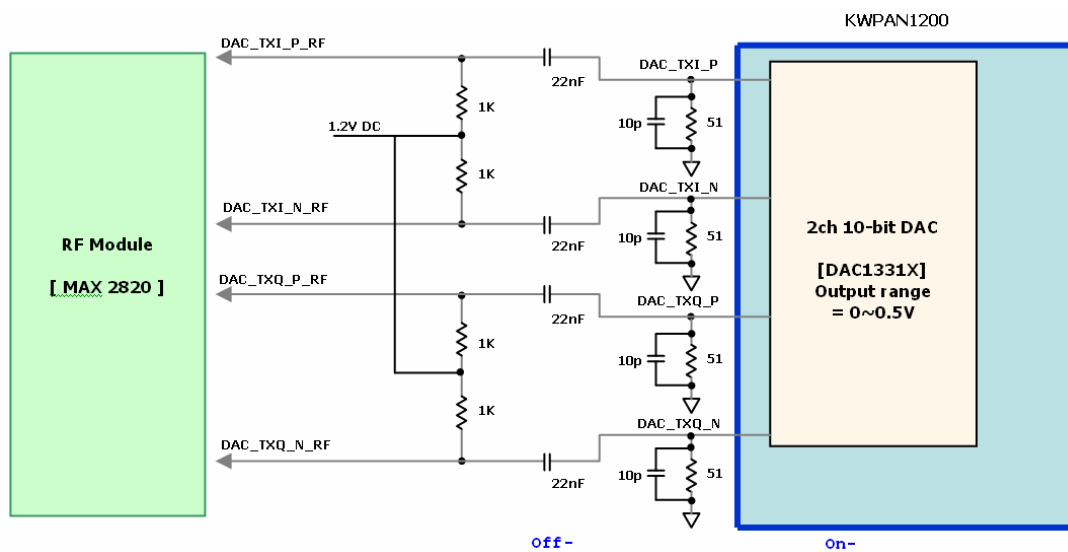 KWPAN1200
DAC_TXI_P_RF
22nF
DAC_TXI_P
1K
10p
51
1.2V DC
1K
DAC_TXI_N
DAC_TXI_N_RF
22nF
10p
51
RF Module
[ MAX 2820 ]
2ch 10-bit DAC
[DAC1331X]
Output range
= 0~0.5V
DAC_TXQ_P_RF
22nF
DAC_TXQ_P
1K
10p
51
1K
DAC_TXQ_N
DAC_TXQ_N_RF
22nF
10p
51
Off-
On-